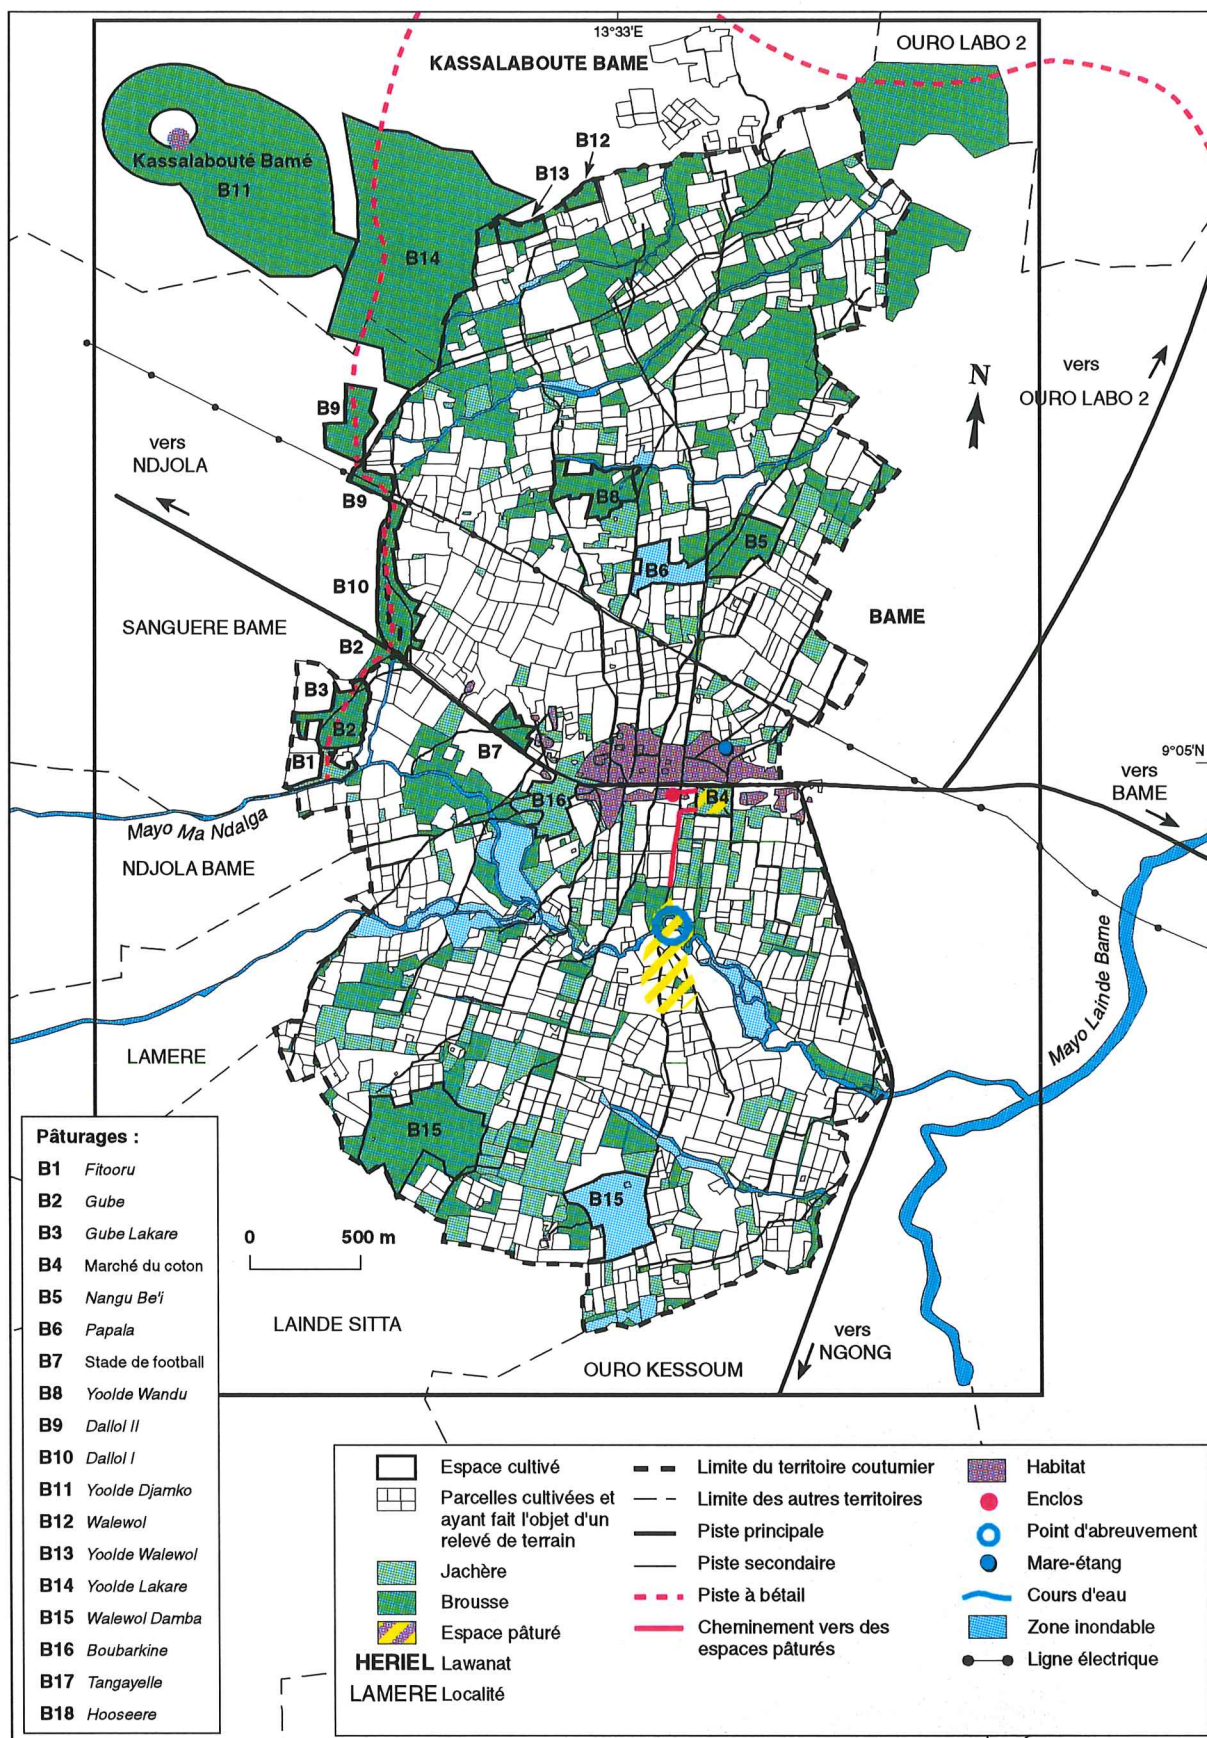 13°33'E
OURO LABO 2
KASSALABOUTE BAME
B12
Kassalabouté Bamé
B13
B11
B14
N
vers
OURO LABO 2
B9
vers
NDJOLA
B8
B9
B5
B6
B10
BAME
SANGUERE BAME
B2
B3
B2
B7
9°05'N
B1
vers
BAME
B16
B4
Mayo Ma Ndalga
NDJOLA BAME
Mayo Lainde Bame
LAMERE
B15
B15
0 500 m
LAINDE SITTA
vers
NGONG
OURO KESSOUM
Pâturages :
B1 Fitooru
B2 Gube
B3 Gube Lakare
B4 Marché du coton
B5 Nangu Be'i
B6 Papala
B7 Stade de football
B8 Yoolde Wandu
B9 Dallol II
B10 Dallol I
B11 Yoolde Djamko
B12 Walewol
B13 Yoolde Walewol
B14 Yoolde Lakare
B15 Walewol Damba
B16 Boubarkine
B17 Tangayelle
B18 Hooseere
Espace cultivé
Parcelles cultivées et
ayant fait l'objet d'un
relevé de terrain
Jachère
Brousse
Espace pâturé
HERIEL Lawanat
LAMERE Localité
Limite du territoire coutumier
Limite des autres territoires
Piste principale
Piste secondaire
Piste à bétail
Cheminement vers des
espaces pâturés
Habitat
Enclos
Point d'abreuvement
Mare-étang
Cours d'eau
Zone inondable
Ligne électrique